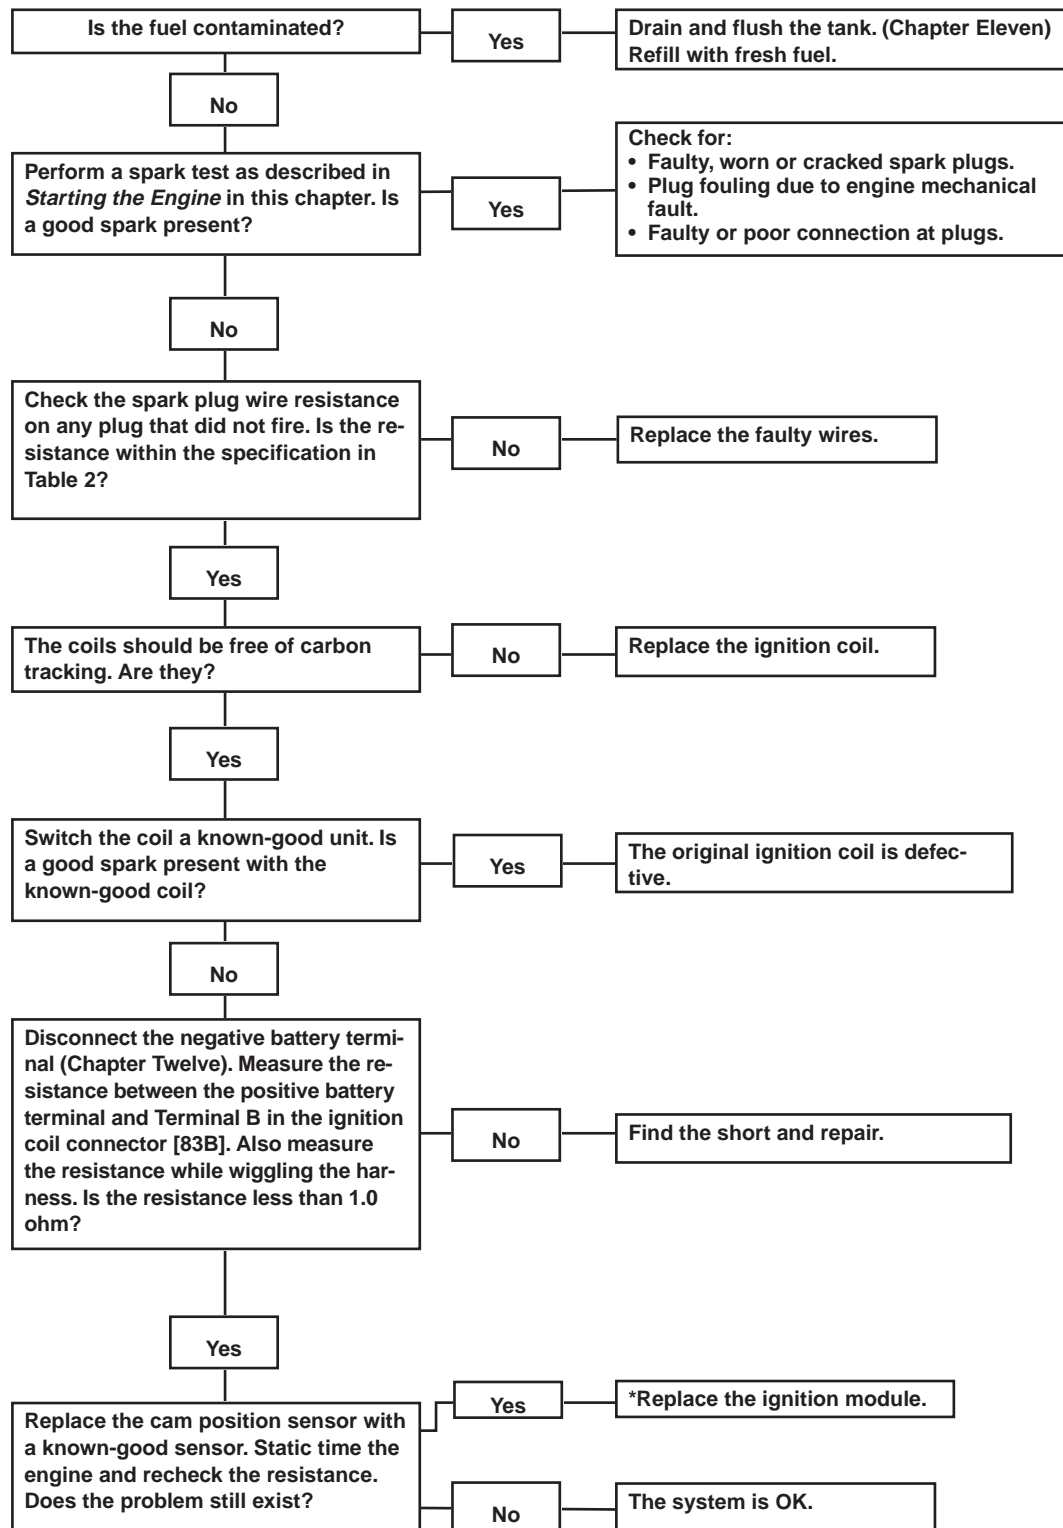 Is the fuel contaminated?
Yes
Drain and flush the tank. (Chapter Eleven)
Refill with fresh fuel.
No
Perform a spark test as described in
Starting the Engine in this chapter. Is
a good spark present?
Yes
Check for:
• Faulty, worn or cracked spark plugs.
• Plug fouling due to engine mechanical
fault.
• Faulty or poor connection at plugs.
No
Check the spark plug wire resistance
on any plug that did not fire. Is the re-
sistance within the specification in
Table 2?
No
Replace the faulty wires.
Yes
The coils should be free of carbon
tracking. Are they?
No
Replace the ignition coil.
Yes
Switch the coil a known-good unit. Is
a good spark present with the
known-good coil?
Yes
The original ignition coil is defec-
tive.
No
Disconnect the negative battery termi-
nal (Chapter Twelve). Measure the re-
sistance between the positive battery
terminal and Terminal B in the ignition
coil connector [83B]. Also measure
the resistance while wiggling the har-
ness. Is the resistance less than 1.0
ohm?
No
Find the short and repair.
Yes
Replace the cam position sensor with
a known-good sensor. Static time the
engine and recheck the resistance.
Does the problem still exist?
Yes
*Replace the ignition module.
No
The system is OK.